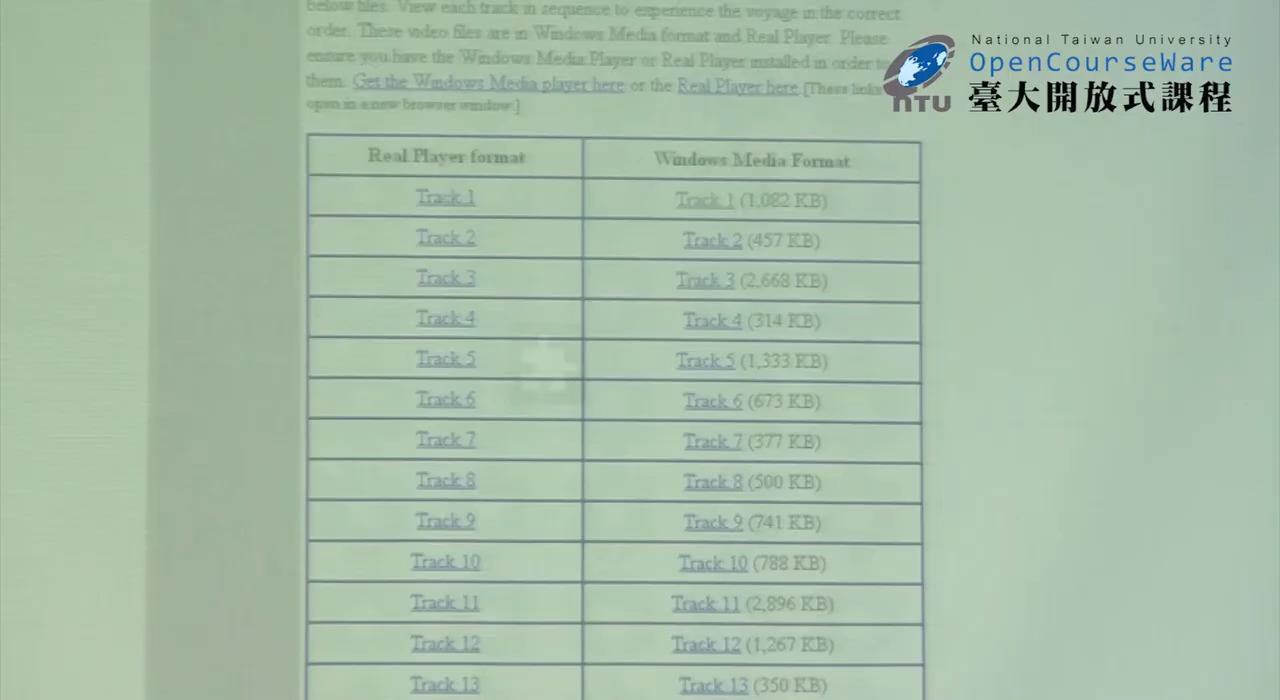 below files. View each track in sequence to experience the voyage in the correct
order. These video files are in Windows Media format and Real Player. Please
ensure you have the Windows Media Player or Real Player installed in order to
them. Get the Windows Media player here or the Real Player here [These links
open in a new browser window.]
National Taiwan University
OpenCourseWare
臺大開放式課程
NTU
Real Player format Windows Media Format
Track 1 Track 1 (1,082 KB)
Track 2 Track 2 (457 KB)
Track 3 Track 3 (2,668 KB)
Track 4 Track 4 (314 KB)
Track 5 Track 5 (1,333 KB)
Track 6 Track 6 (673 KB)
Track 7 Track 7 (377 KB)
Track 8 Track 8 (500 KB)
Track 9 Track 9 (741 KB)
Track 10 Track 10 (788 KB)
Track 11 Track 11 (2,896 KB)
Track 12 Track 12 (1,267 KB)
Track 13 Track 13 (350 KB)